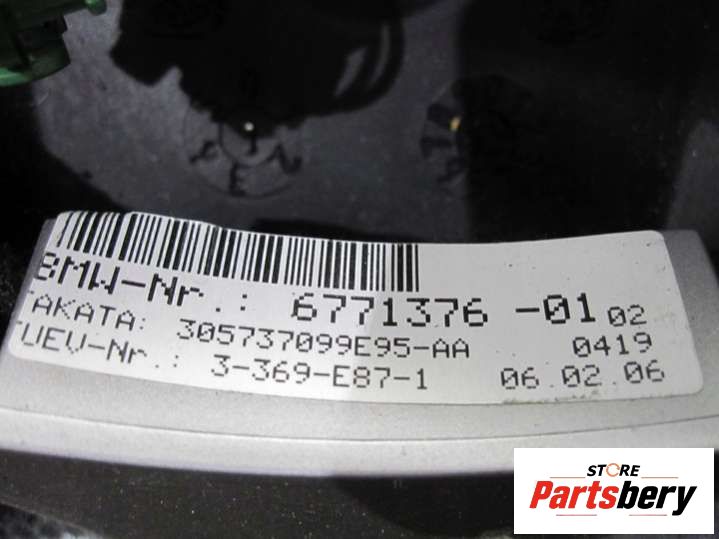 BMW-Nr.: 6771376 -01 02
TAKATA: 305737099E95-AA 0419
TUEV-Nr.: 3-369-E87-1 06.02.06
STORE
Partsbery